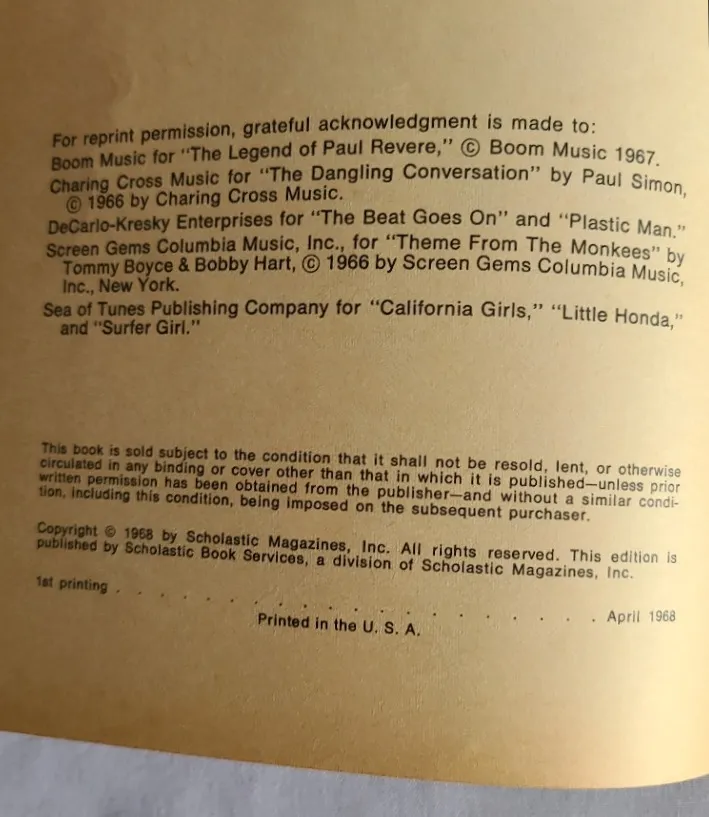 For reprint permission, grateful acknowledgment is made to:
Boom Music for "The Legend of Paul Revere," © Boom Music 1967.
Charing Cross Music for "The Dangling Conversation" by Paul Simon,
© 1966 by Charing Cross Music.
DeCarlo-Kresky Enterprises for "The Beat Goes On" and "Plastic Man."
Screen Gems Columbia Music, Inc., for "Theme From The Monkees" by
Tommy Boyce & Bobby Hart, © 1966 by Screen Gems Columbia Music,
Inc., New York.
Sea of Tunes Publishing Company for "California Girls," "Little Honda,"
and "Surfer Girl."
This book is sold subject to the condition that it shall not be resold, lent, or otherwise
circulated in any binding or cover other than that in which it is published—unless prior
written permission has been obtained from the publisher—and without a similar condi-
tion, including this condition, being imposed on the subsequent purchaser.
Copyright © 1968 by Scholastic Magazines, Inc. All rights reserved. This edition is
published by Scholastic Book Services, a division of Scholastic Magazines, Inc.
1st printing . . . . . . . . . . . . . . . . . April 1968
Printed in the U. S. A.